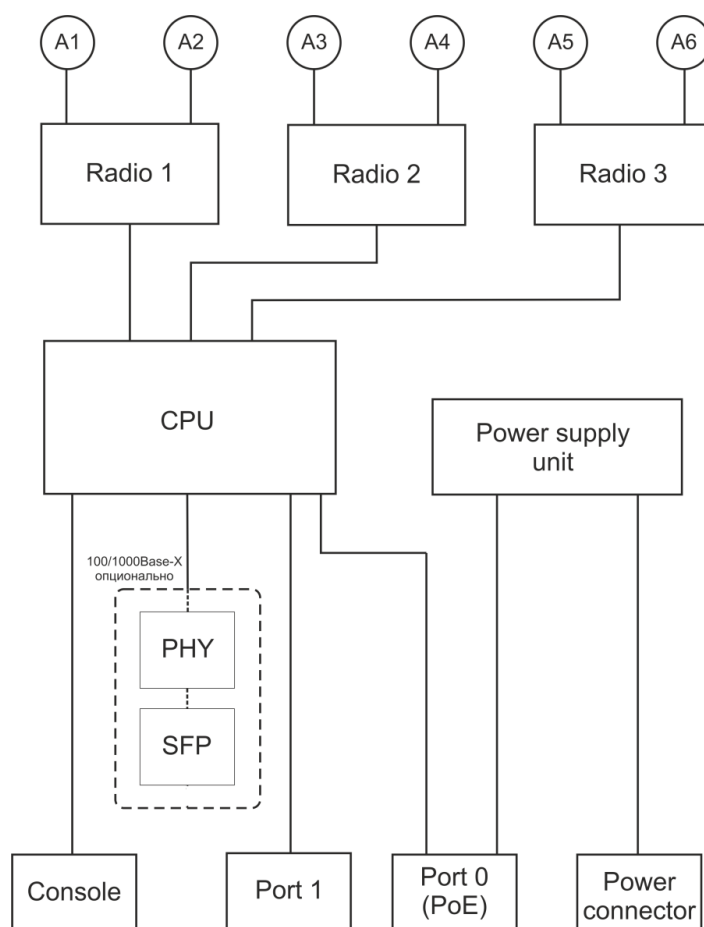 A1
A2
A3
A4
A5
A6
Radio 1
Radio 2
Radio 3
CPU
Power supply
unit
100/1000Base-X
опционально
PHY
SFP
Console
Port 1
Port 0
(PoE)
Power
connector